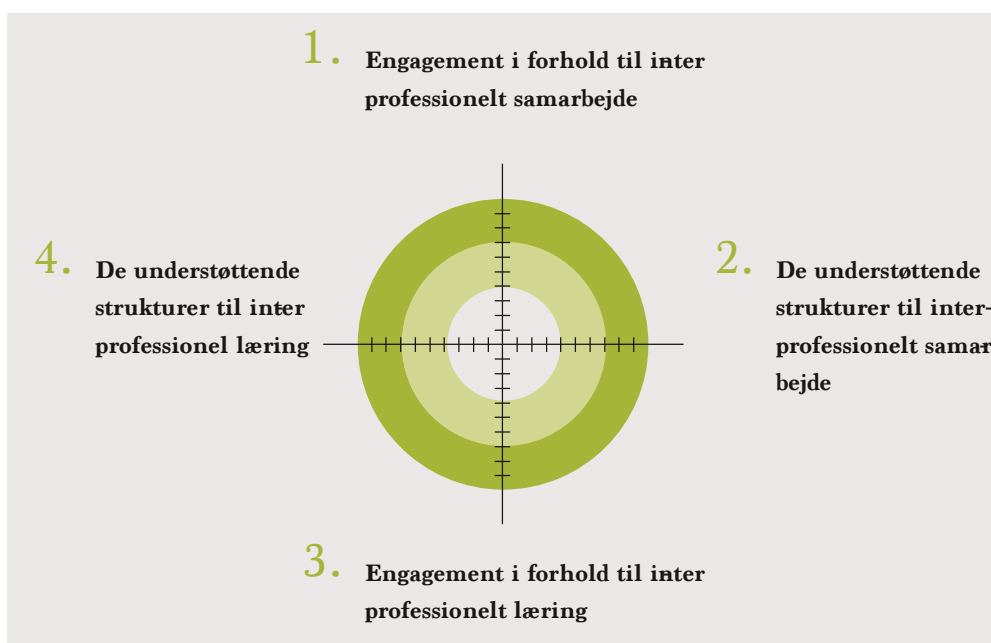 1. Engagement i forhold til inter
professionelt samarbejde
4. De understøttende
strukturer til inter
professionel læring
2. De understøttende
strukturer til inter-
professionelt samar-
bejde
3. Engagement i forhold til inter
professionelt læring